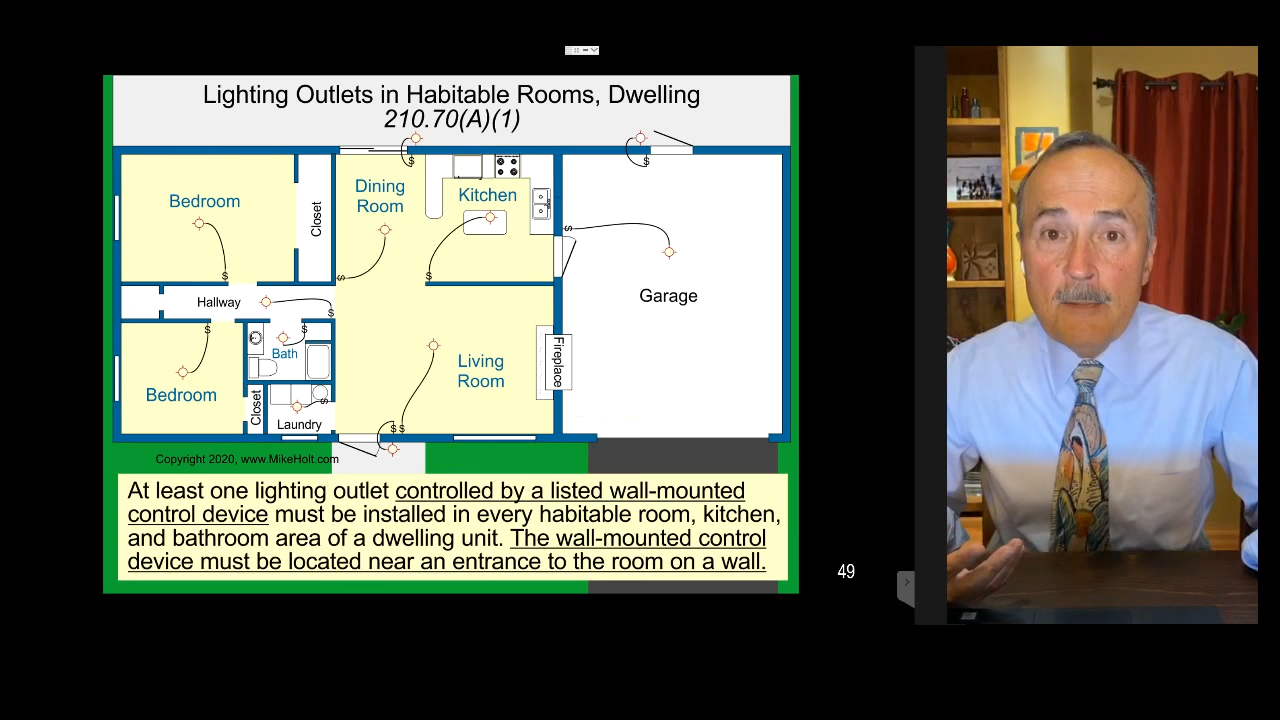 Lighting Outlets in Habitable Rooms, Dwelling
210.70(A)(1)
Bedroom
Closet
Dining
Room
Kitchen
$
$
$
$
$
$
Hallway
$
Garage
$
$
Bath
Bedroom
Closet
$
Laundry
Living
Room
Fireplace
$ $
Copyright 2020, www.MikeHolt.com
At least one lighting outlet controlled by a listed wall-mounted
control device must be installed in every habitable room, kitchen,
and bathroom area of a dwelling unit. The wall-mounted control
device must be located near an entrance to the room on a wall.
49